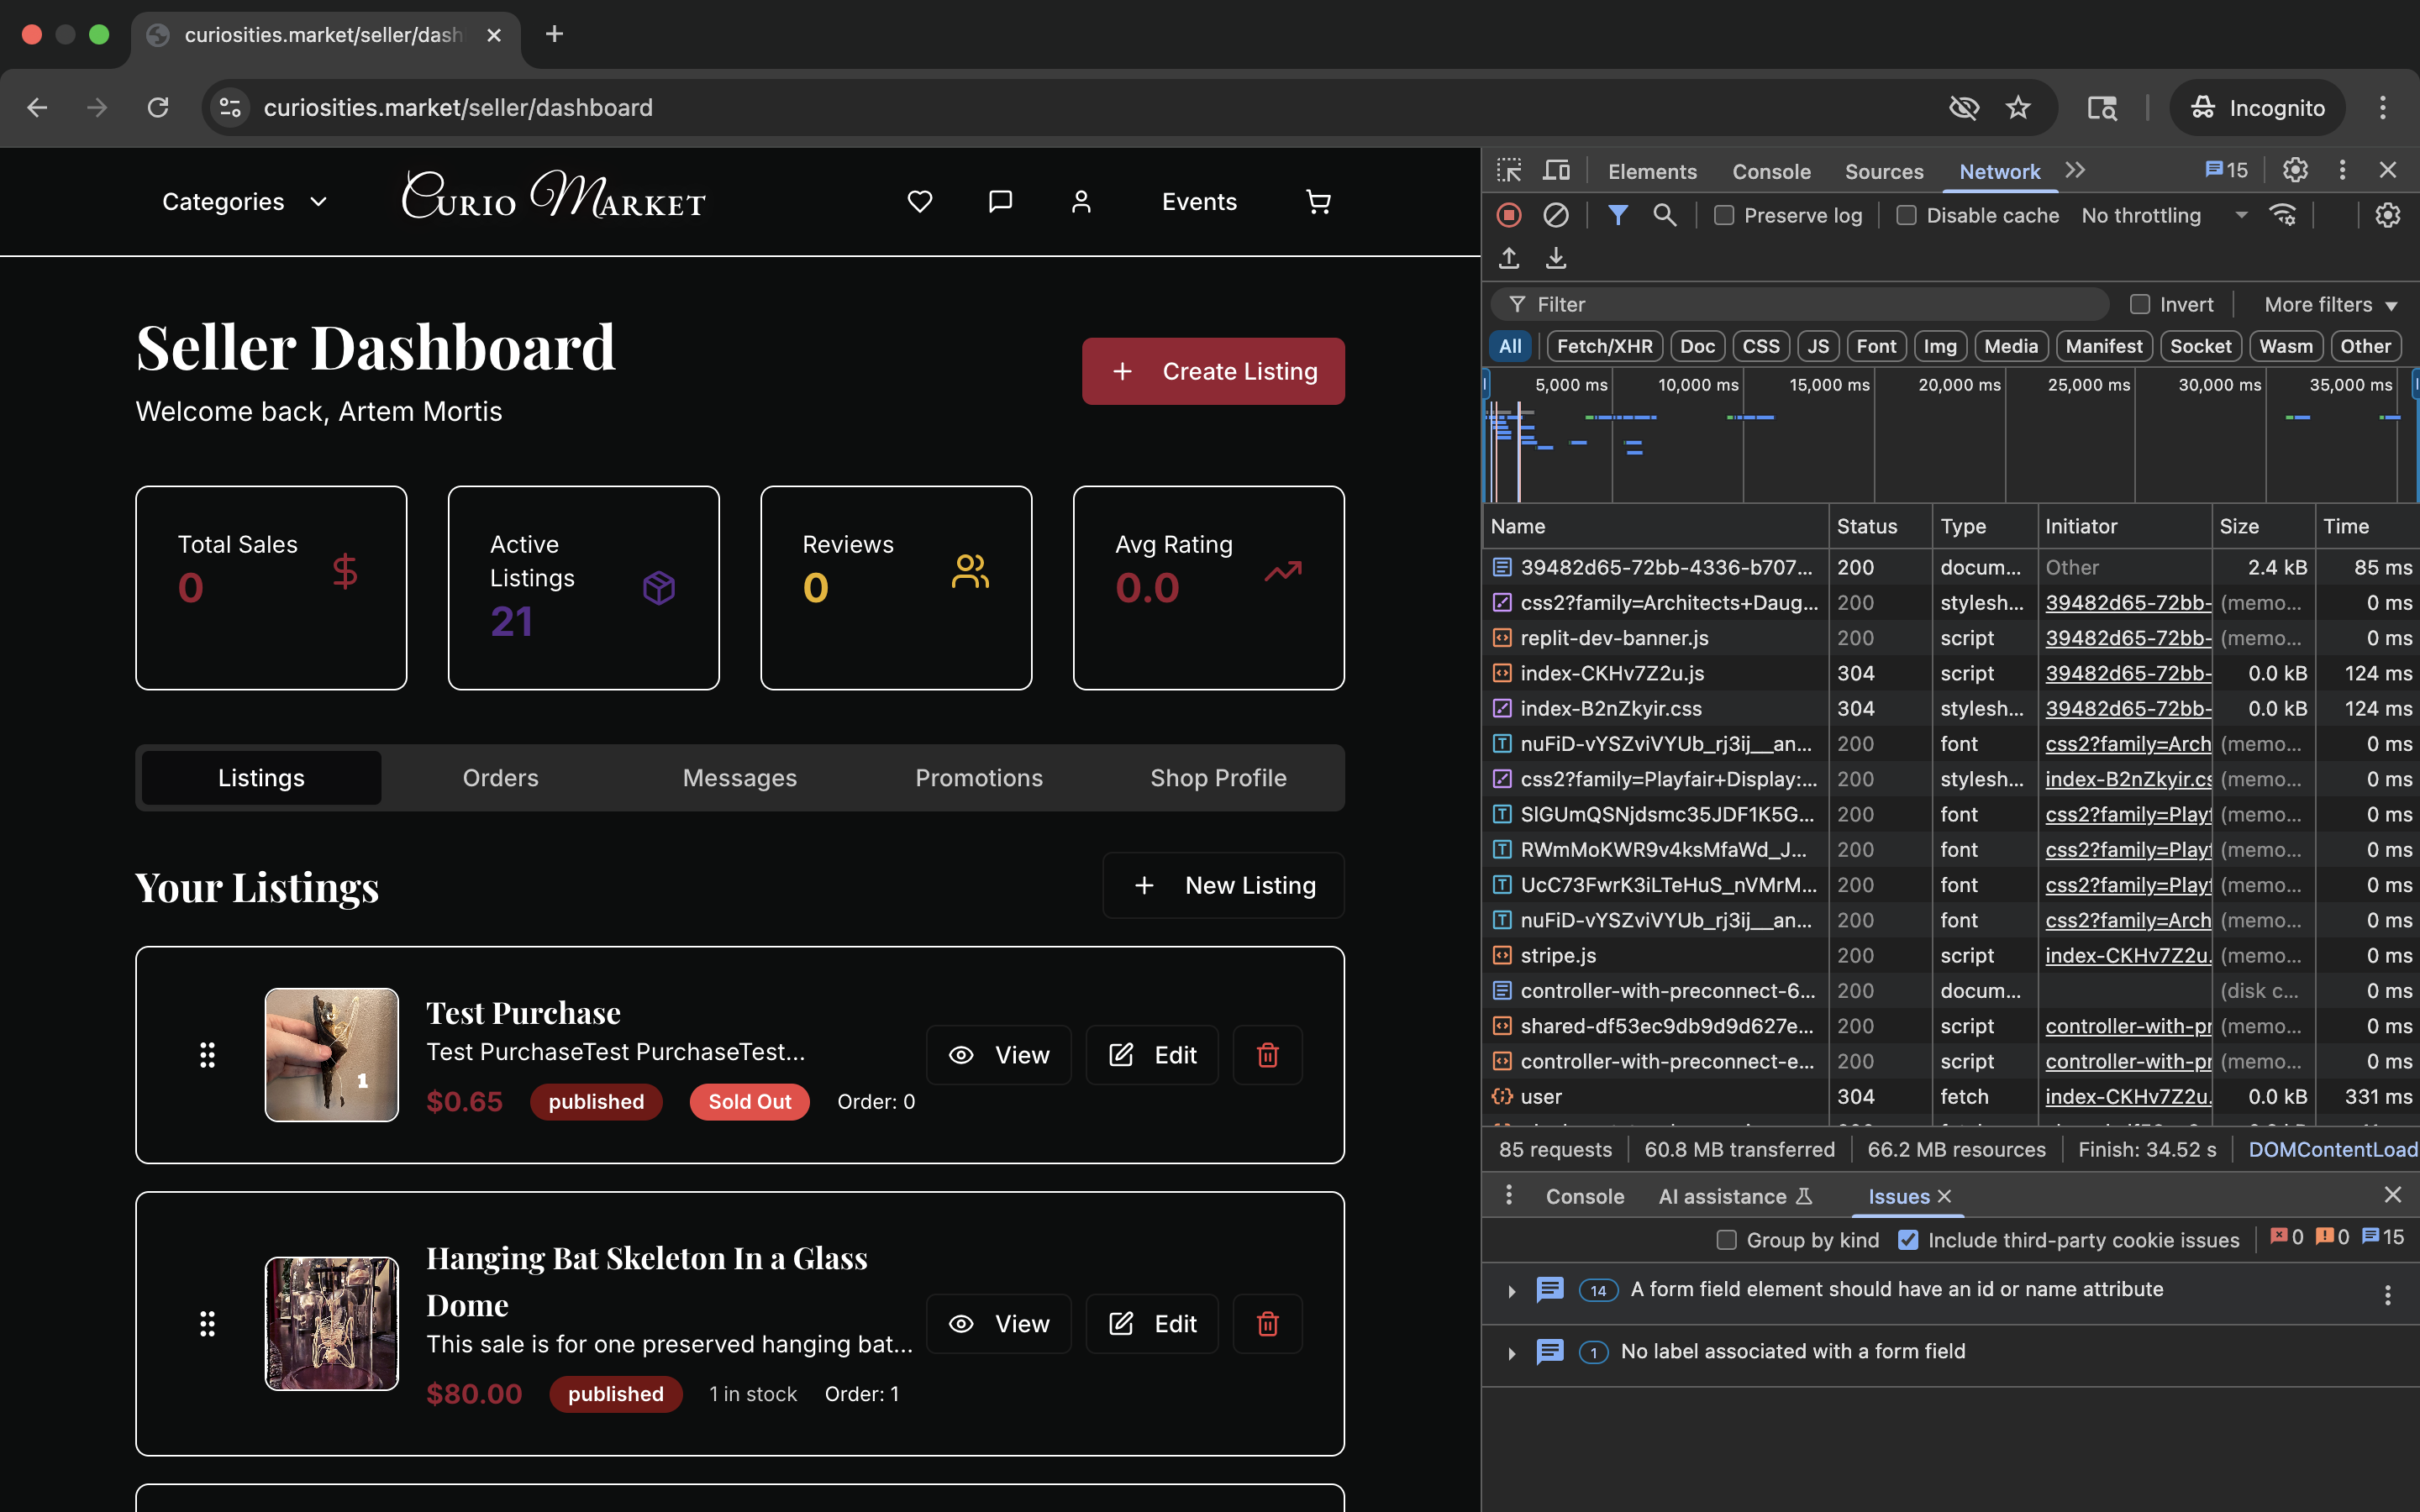 curiosities.market/seller/dash
curiosities.market/seller/dashboard
Incognito
Categories
Curio Market
Events
Seller Dashboard
Welcome back, Artem Mortis
Create Listing
Total Sales
0
Active
Listings
21
Reviews
0
Avg Rating
0.0
Listings
Orders
Messages
Promotions
Shop Profile
Your Listings
New Listing
1
Test Purchase
Test PurchaseTest PurchaseTest...
$0.65
published
Sold Out
Order: 0
View
Edit
Hanging Bat Skeleton In a Glass
Dome
This sale is for one preserved hanging bat...
$80.00
published
1 in stock
Order: 1
View
Edit
Elements
Console
Sources
Network
15
Preserve log
Disable cache
No throttling
Filter
Invert
More filters
All
Fetch/XHR
Doc
CSS
JS
Font
Img
Media
Manifest
Socket
Wasm
Other
5,000 ms
10,000 ms
15,000 ms
20,000 ms
25,000 ms
30,000 ms
35,000 ms
Name Status Type Initiator Size Time
39482d65-72bb-4336-b707... 200 docum... Other 2.4 kB 85 ms
css2?family=Architects+Daug... 200 stylesh... 39482d65-72bb- (memo... 0 ms
replit-dev-banner.js 200 script 39482d65-72bb- (memo... 0 ms
index-CKHv7Z2u.js 304 script 39482d65-72bb- 0.0 kB 124 ms
index-B2nZkyir.css 304 stylesh... 39482d65-72bb- 0.0 kB 124 ms
nuFiD-vYSZviVYUb_rj3ij__an... 200 font css2?family=Arch (memo... 0 ms
css2?family=Playfair+Display:... 200 stylesh... index-B2nZkyir.cs (memo... 0 ms
SlGUmQSNjdsmc35JDF1K5G... 200 font css2?family=Playf (memo... 0 ms
RWmMoKWR9v4ksMfaWd_J... 200 font css2?family=Playf (memo... 0 ms
UcC73FwrK3iLTeHuS_nVMrM... 200 font css2?family=Playf (memo... 0 ms
nuFiD-vYSZviVYUb_rj3ij__an... 200 font css2?family=Arch (memo... 0 ms
stripe.js 200 script index-CKHv7Z2u. (memo... 0 ms
controller-with-preconnect-6... 200 docum... (disk c... 0 ms
shared-df53ec9db9d9d627e... 200 script controller-with-pr (memo... 0 ms
controller-with-preconnect-e... 200 script controller-with-pr (memo... 0 ms
user 304 fetch index-CKHv7Z2u. 0.0 kB 331 ms
85 requests
60.8 MB transferred
66.2 MB resources
Finish: 34.52 s
DOMContentLoad
Console
AI assistance
Issues
Group by kind
Include third-party cookie issues
0
0
15
14 A form field element should have an id or name attribute
1 No label associated with a form field